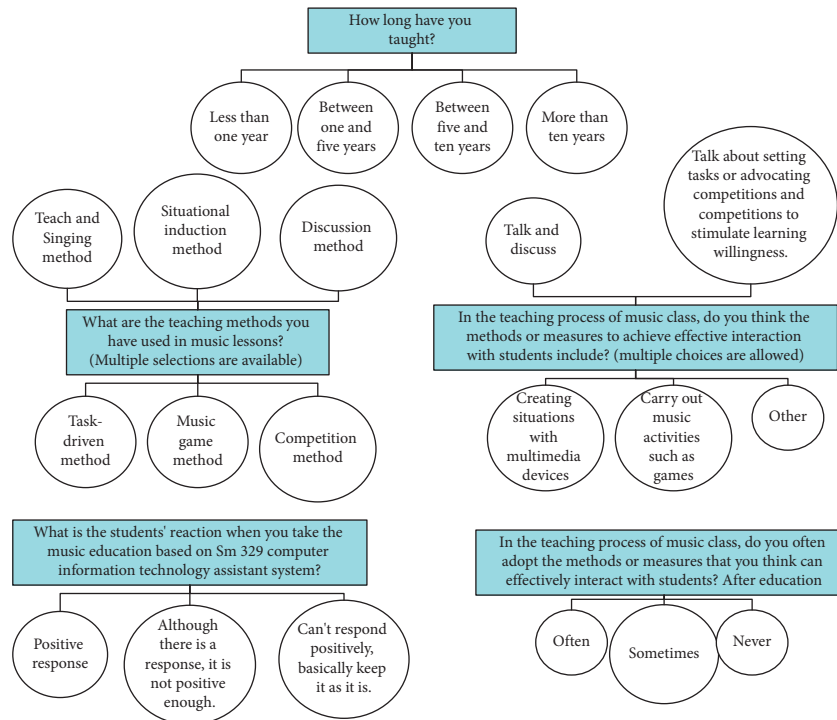 How long have you
taught?
Less than
one year
Between
one and
five years
Between
five and
ten years
More than
ten years
Teach and
Singing
method
Situational
induction
method
Discussion
method
What are the teaching methods you
have used in music lessons?
(Multiple selections are available)
Task-
driven
method
Music
game
method
Competition
method
Talk and
discuss
Talk about setting
tasks or advocating
competitions and
competitions to
stimulate learning
willingness.
In the teaching process of music class, do you think the
methods or measures to achieve effective interaction
with students include? (multiple choices are allowed)
Creating
situations
with
multimedia
devices
Carry out
music
activities
such as
games
Other
What is the students' reaction when you take the
music education based on Sm 329 computer
information technology assistant system?
Positive
response
Although
there is a
response, it is
not positive
enough.
Can't respond
positively,
basically keep
it as it is.
In the teaching process of music class, do you often
adopt the methods or measures that you think can
effectively interact with students? After education
Often
Sometimes
Never